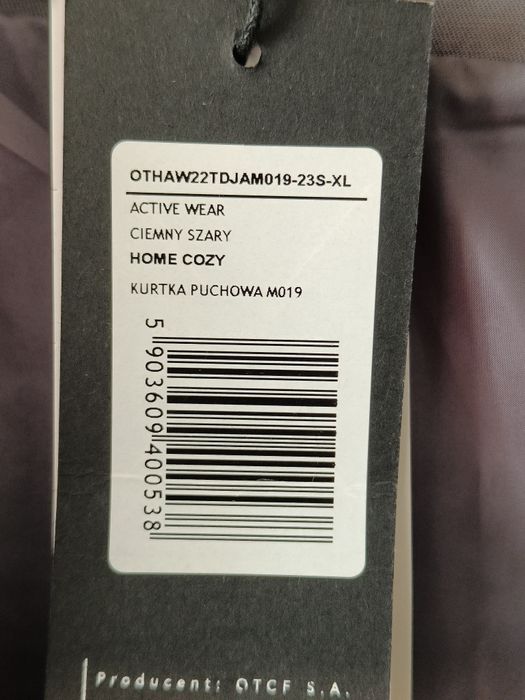 OTHAW22TDJAM019-23S-XL
ACTIVE WEAR
CIEMNY SZARY
HOME COZY
KURTKA PUCHOWA M019
5 903609 400538
Producent: OTCF S.A.